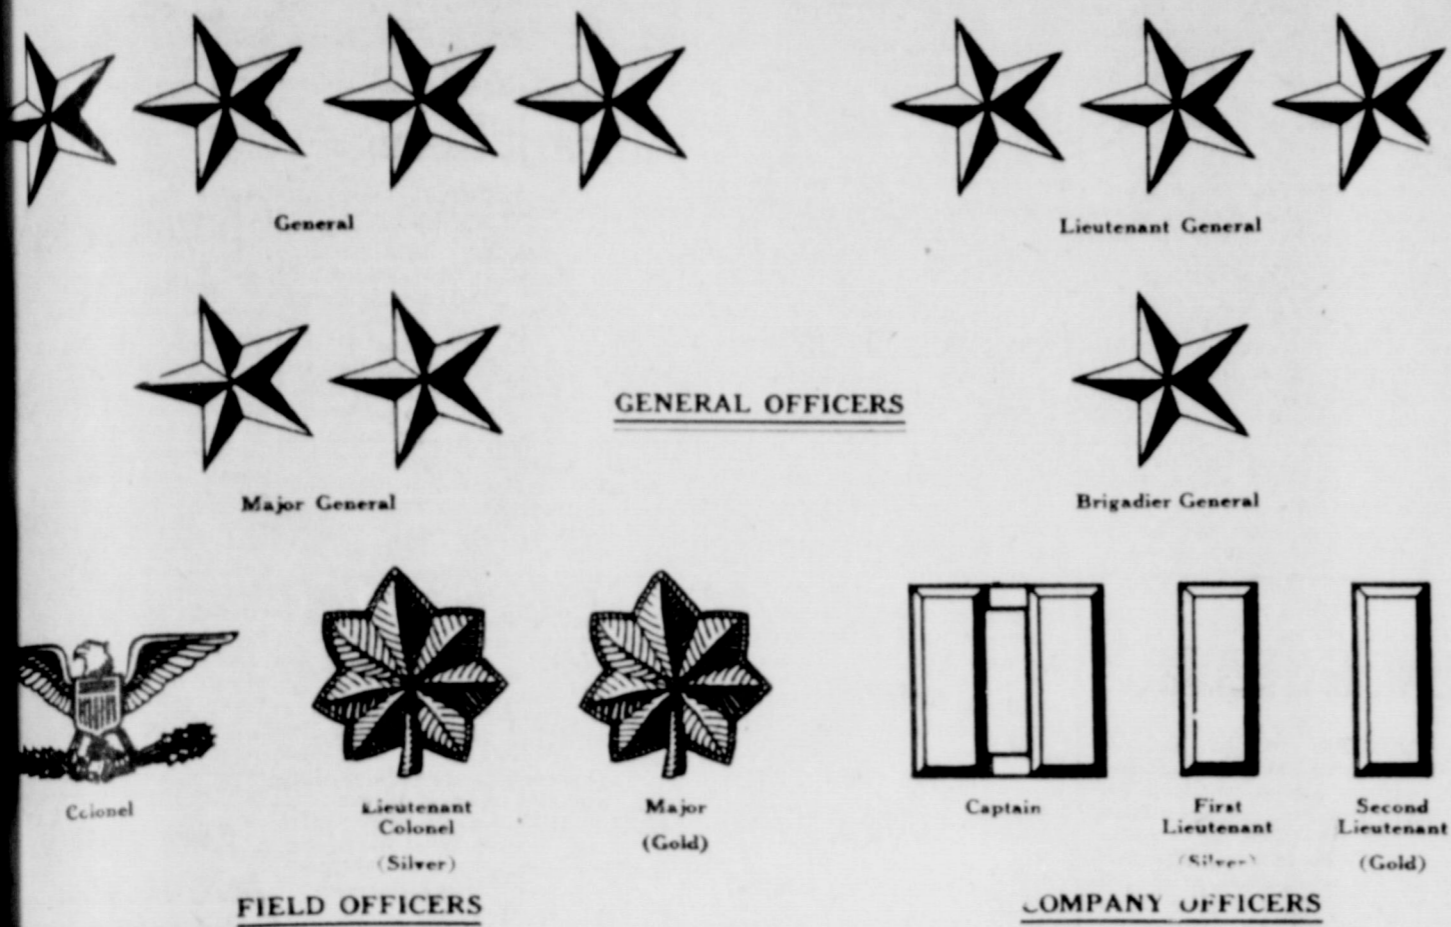 General
Lieutenant General
GENERAL OFFICERS
Major General
Brigadier General
Colonel
Lieutenant
Colonel
(Silver)
Major
(Gold)
Captain
First
Lieutenant
(Silver)
Second
Lieutenant
(Gold)
FIELD OFFICERS
COMPANY OFFICERS